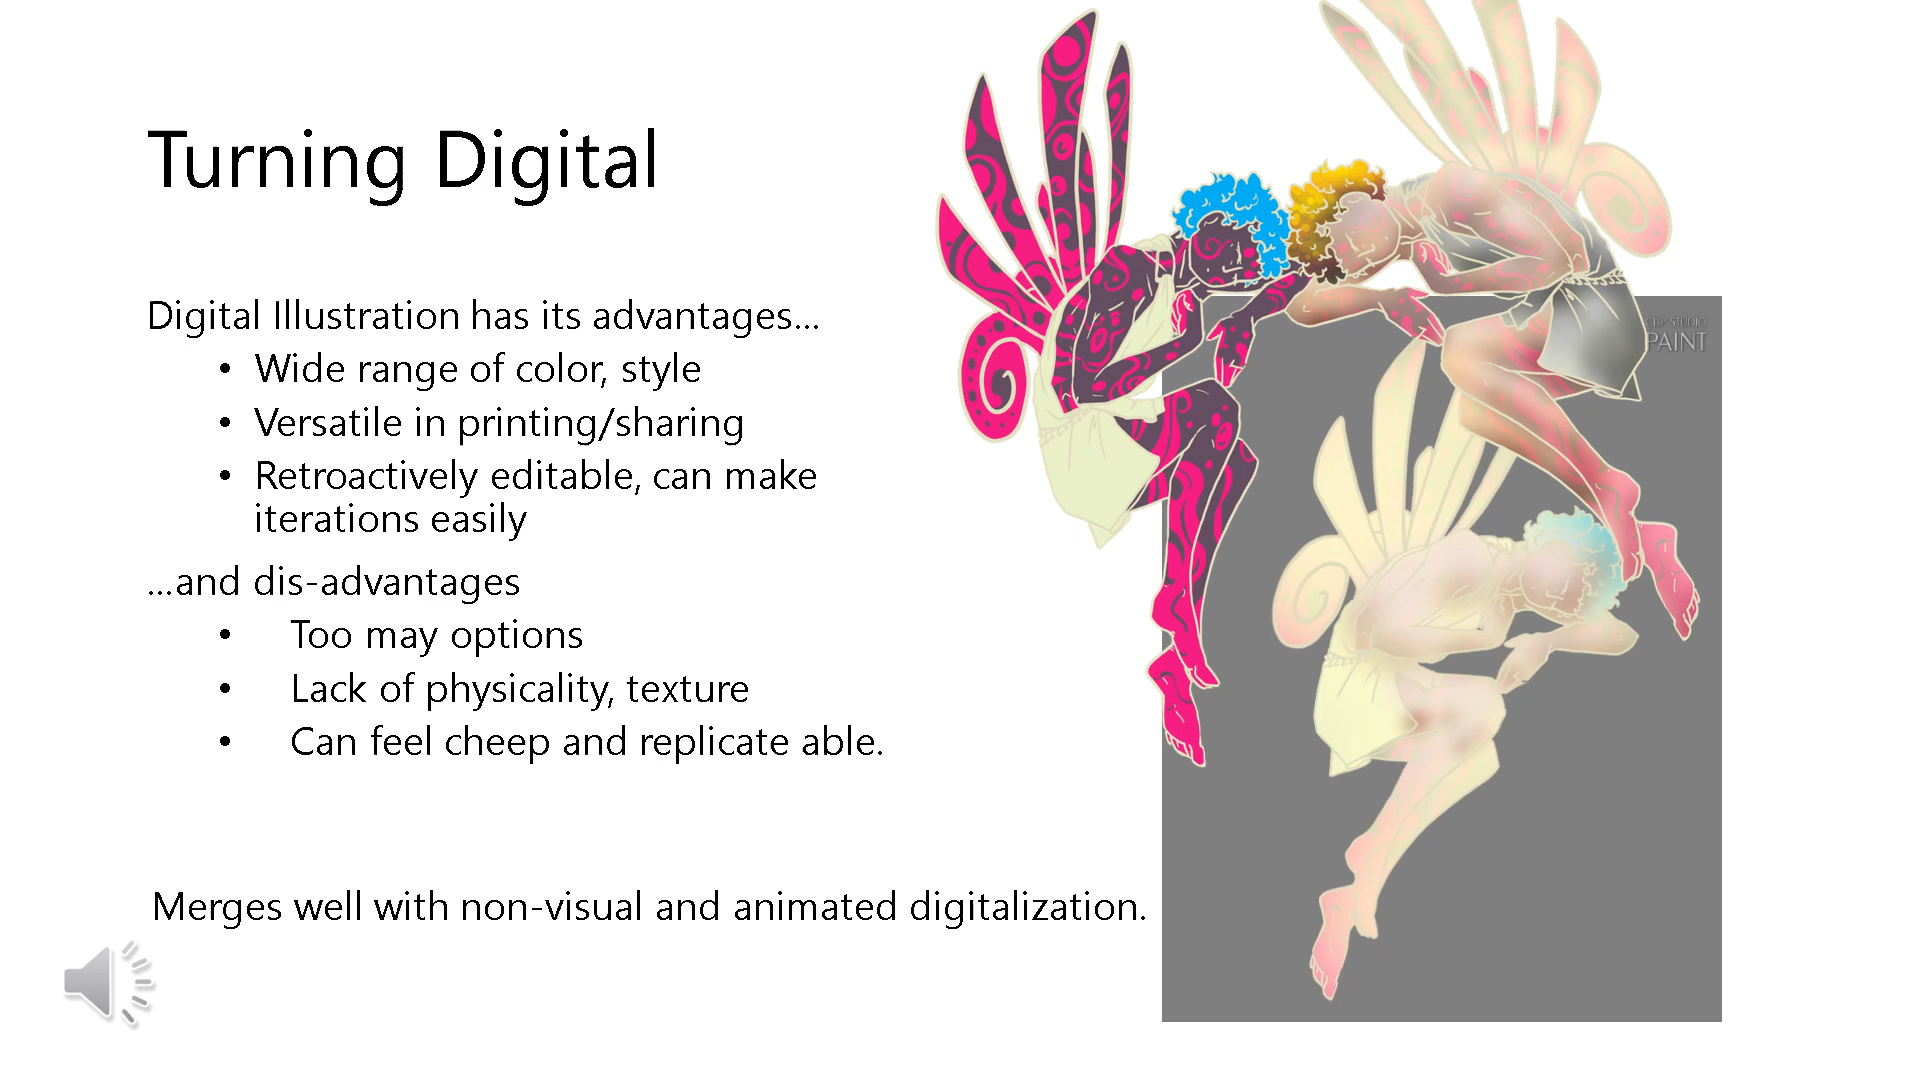 Turning Digital
Digital Illustration has its advantages…
• Wide range of color, style
• Versatile in printing/sharing
• Retroactively editable, can make
iterations easily
…and dis-advantages
• Too may options
• Lack of physicality, texture
• Can feel cheep and replicate able.
Merges well with non-visual and animated digitalization.
CLIP STUDIO
PAINT